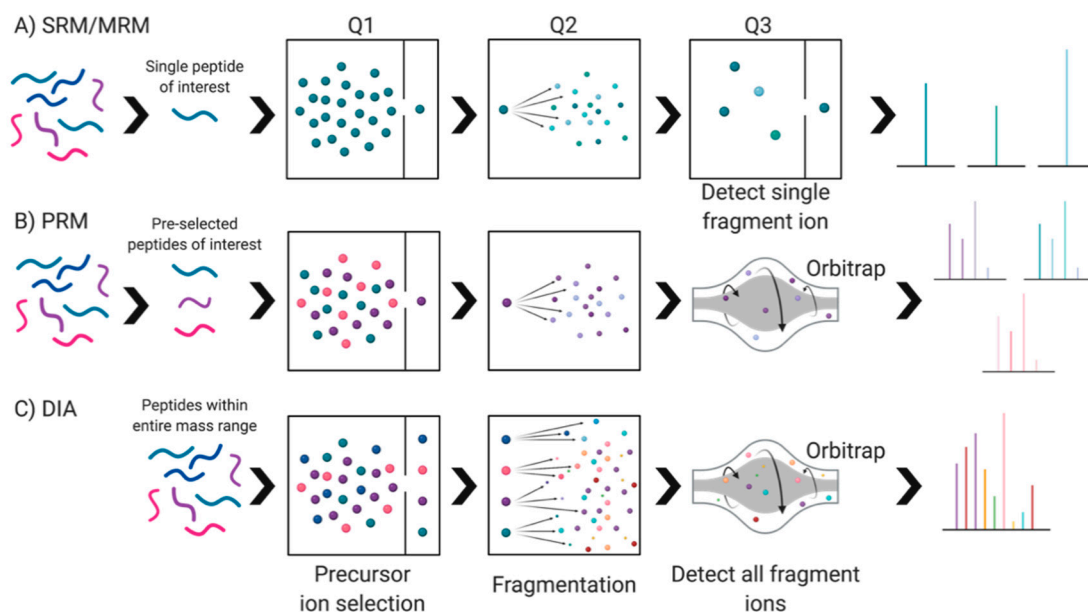 A) SRM/MRM
Q1
Q2
Q3
Single peptide
of interest
Detect single
fragment ion
B) PRM
Pre-selected
peptides of interest
Orbitrap
C) DIA
Peptides within
entire mass range
Orbitrap
Precursor
ion selection
Fragmentation
Detect all fragment
ions